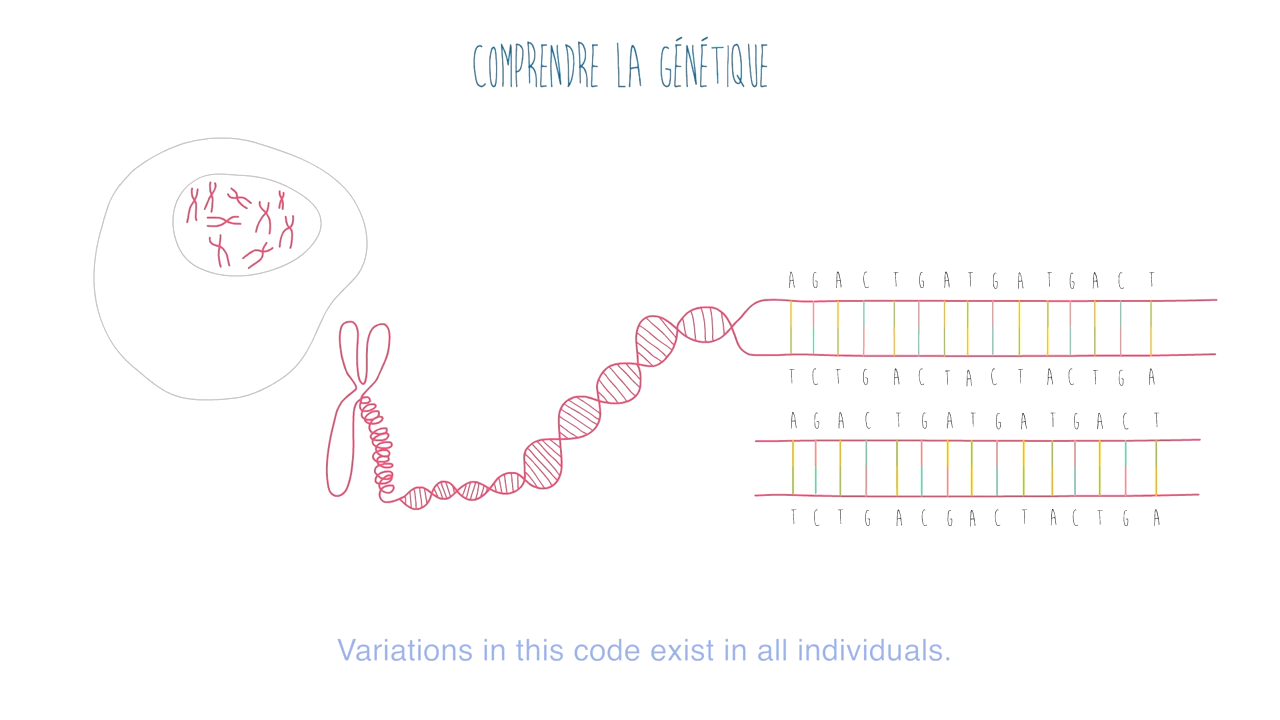 COMPRENDRE LA GÉNÉTIQUE
A G A C T G A T G A T G A C T
T C T G A C T A C T A C T G A
A G A C T G A T G A T G A C T
T C T G A C G A C T A C T G A
Variations in this code exist in all individuals.